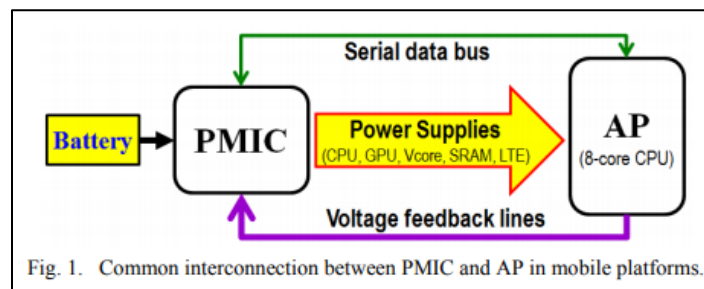 Serial data bus
Battery
PMIC
Power Supplies
(CPU, GPU, Vcore, SRAM, LTE)
AP
(8-core CPU)
Voltage feedback lines
Fig. 1. Common interconnection between PMIC and AP in mobile platforms.